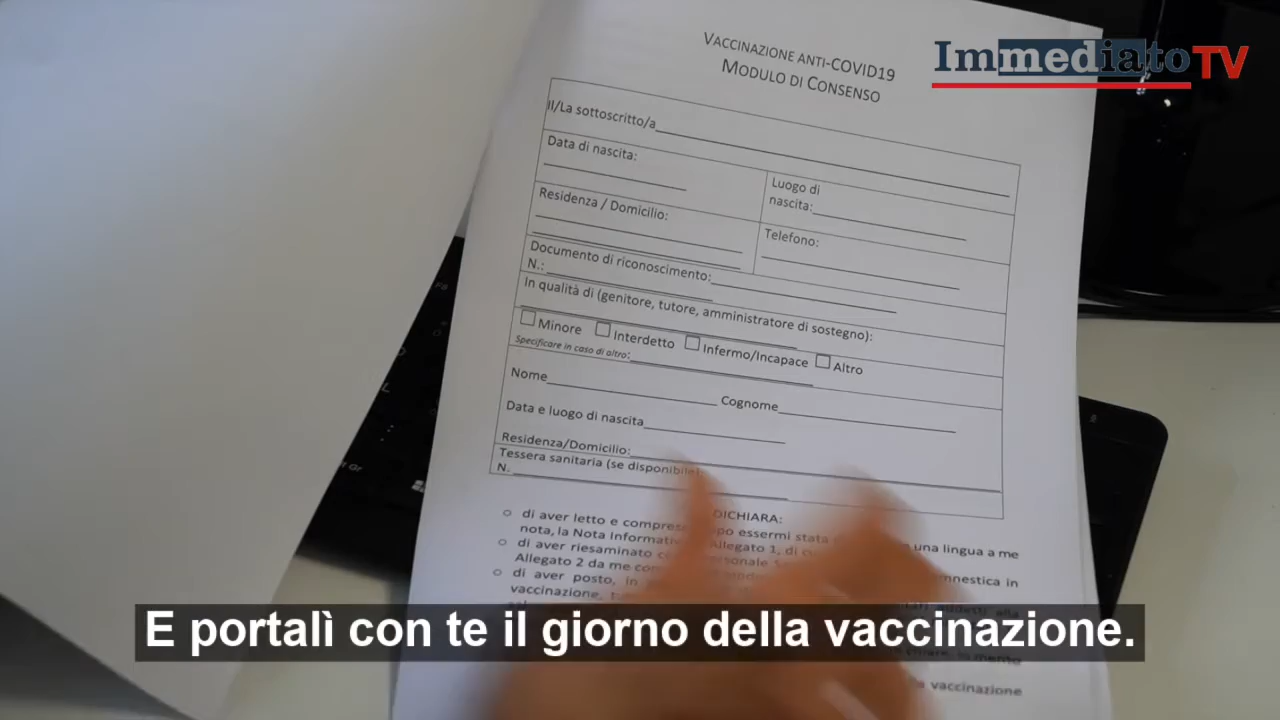 VACCINAZIONE ANTI-COVID19
MODULO DI CONSENSO
ImmediatoTV
Il/La sottoscritto/a
Data di nascita:
Luogo di
nascita:
Residenza / Domicilio:
Telefono:
Documento di riconoscimento:
N.:
In qualità di (genitore, tutore, amministratore di sostegno):
Minore Interdetto Infermo/Incapace Altro
Specificare in caso di altro:
Nome Cognome
Data e luogo di nascita
Residenza/Domicilio:
Tessera sanitaria (se disponibile):
N.
DICHIARA:
di aver letto e compreso essermi stata una lingua a me
nota, la Nota Informativa Allegato 1, di
di aver riesaminato amnestica in
Allegato 2 da me
di aver posto, in
vaccinazione,
vaccinazione
E portalì con te il giorno della vaccinazione.